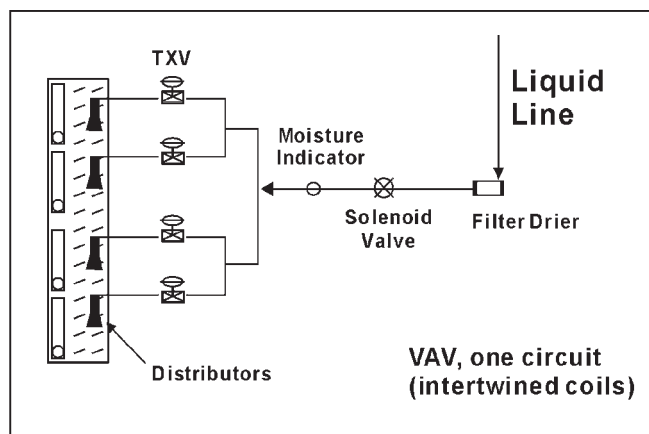 TXV
Liquid
Line
Moisture
Indicator
Solenoid
Valve
Filter Drier
Distributors
VAV, one circuit
(intertwined coils)